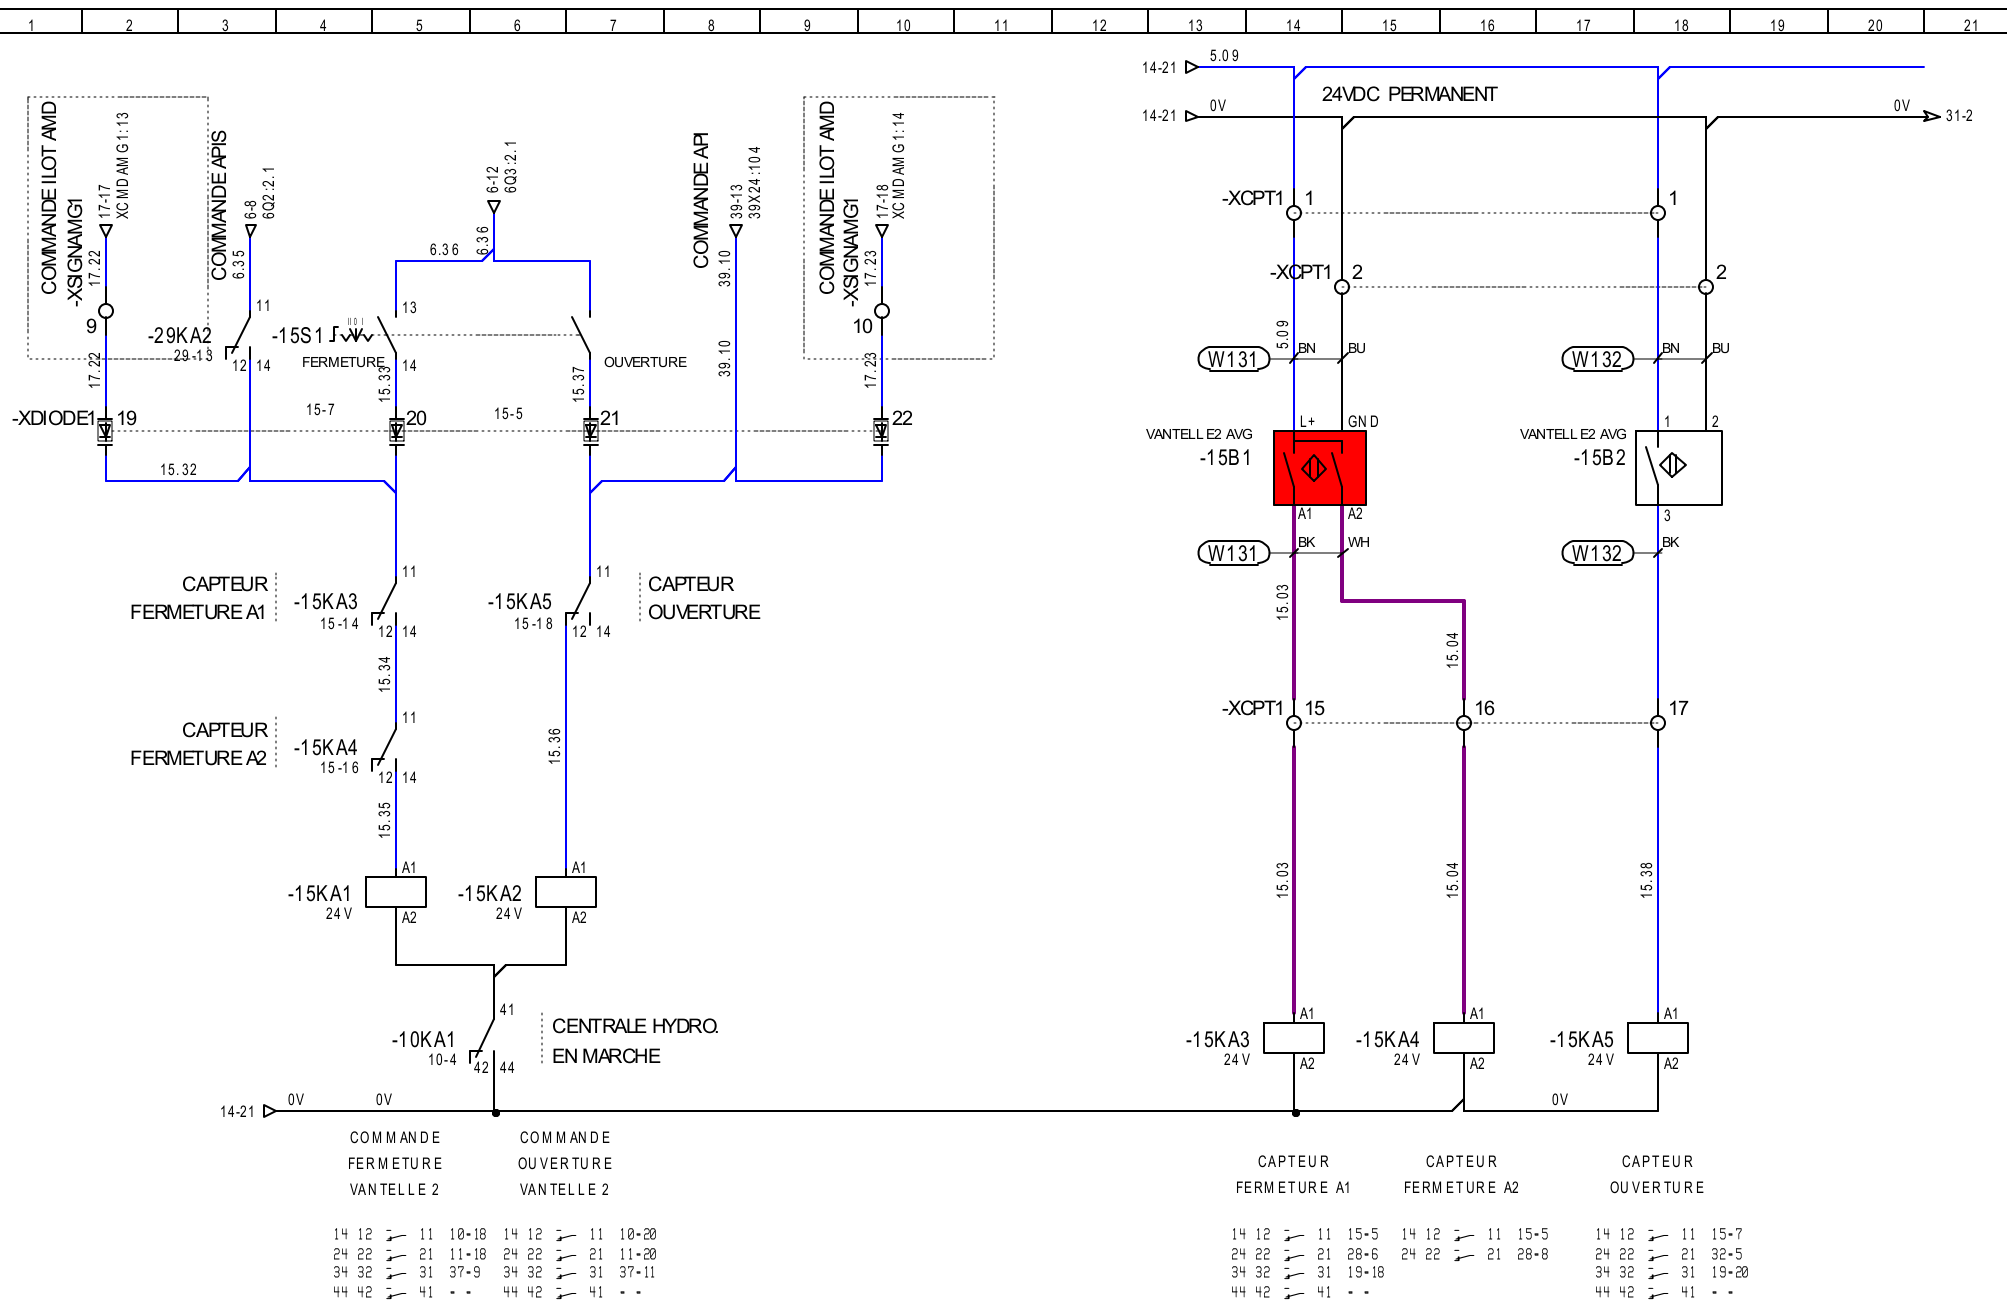 1 2 3 4 5 6 7 8 9 10 11 12 13 14 15 16 17 18 19 20 21
14-21 5.09
24VDC PERMANENT
14-21 0V 0V 31-2
COMMANDE ILOT AMD
-XSIGNAMG1
17-17
XCMDAMG1:13
17.22
9
17.22
COMMANDE APIS
6-8
6Q2:2.1
6.35
11
-29KA2
29-13
12 14
6-12
6Q3:2.1
6.36
6.36
-15S1
II 0 I
13
FERMETURE
14
OUVERTURE
15.33
15.37
COMMANDE API
39-13
39X24:104
39.10
39.10
COMMANDE ILOT AMD
-XSIGNAMG1
17-18
XCMDAMG1:14
17.23
10
17.23
-XDIODE1 19 15-7 20 15-5 21 22
15.32
-XCPT1 1 1
-XCPT1 2 2
5.09
W131 BN BU W132 BN BU
L+ GND 1 2
VANTELLE2 AVG
-15B1
VANTELLE2 AVG
-15B2
A1 A2 3
W131 BK WH W132 BK
CAPTEUR
FERMETURE A1
-15KA3
15-14
11
12 14
-15KA5
15-18
11
12 14
CAPTEUR
OUVERTURE
15.03
15.04
15.34
CAPTEUR
FERMETURE A2
-15KA4
15-16
11
12 14
15.36
-XCPT1 15 16 17
15.35
15.03
15.04
15.38
-15KA1
24V
A1
A2
-15KA2
24V
A1
A2
-10KA1
10-4
41
42 44
CENTRALE HYDRO.
EN MARCHE
-15KA3
24V
A1
A2
-15KA4
24V
A1
A2
-15KA5
24V
A1
A2
14-21 0V 0V 0V
COMMANDE
FERMETURE
VANTELLE 2
COMMANDE
OUVERTURE
VANTELLE 2
CAPTEUR
FERMETURE A1
CAPTEUR
FERMETURE A2
CAPTEUR
OUVERTURE
14 12 11 10-18 14 12 11 10-20 14 12 11 15-5 14 12 11 15-5 14 12 11 15-7
24 22 21 11-18 24 22 21 11-20 24 22 21 28-6 24 22 21 28-8 24 22 21 32-5
34 32 31 37-9 34 32 31 37-11 34 32 31 19-18 34 32 31 19-20
44 42 41 - - 44 42 41 - - 44 42 41 - - 44 42 41 - -